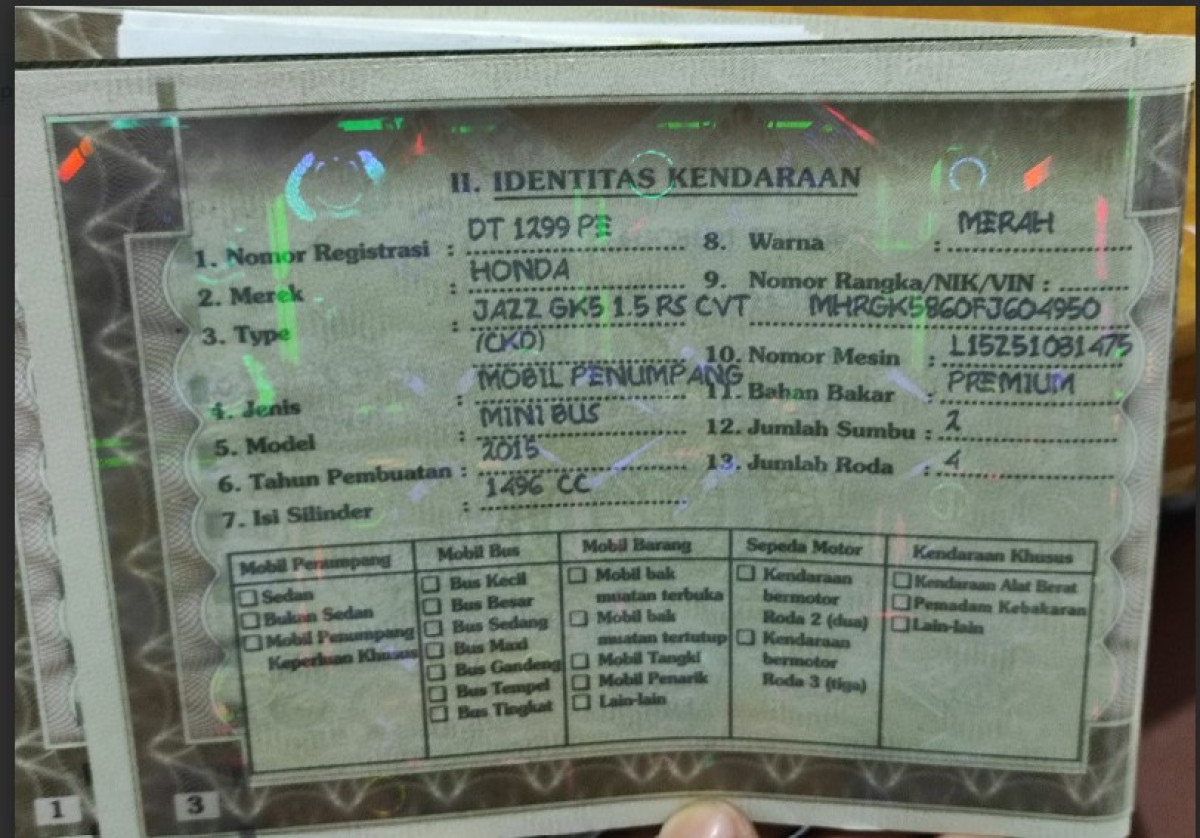 II. IDENTITAS KENDARAAN
1. Nomor Registrasi : DT 1299 PE
2. Merek : HONDA
3. Type : JAZZ GK5 1.5 RS CVT
(CKD)
4. Jenis : MOBIL PENUMPANG
5. Model : MINI BUS
6. Tahun Pembuatan : 2015
7. Isi Silinder : 1496 CC
8. Warna : MERAH
9. Nomor Rangka/NIK/VIN :
MHRGK5860FJ604950
10. Nomor Mesin : L15Z51081475
11. Bahan Bakar : PREMIUM
12. Jumlah Sumbu : 2
13. Jumlah Roda : 4
Mobil Penumpang
Sedan
Bukan Sedan
Mobil Penumpang
Keperluan Khusus
Mobil Bus
Bus Kecil
Bus Besar
Bus Sedang
Bus Maxi
Bus Gandeng
Bus Tempel
Bus Tingkat
Mobil Barang
Mobil bak
muatan terbuka
Mobil bak
muatan tertutup
Mobil Tangki
Mobil Penarik
Lain-lain
Sepeda Motor
Kendaraan
bermotor
Roda 2 (dua)
Kendaraan
bermotor
Roda 3 (tiga)
Kendaraan Khusus
Kendaraan Alat Berat
Pemadam Kebakaran
Lain-lain
1
3